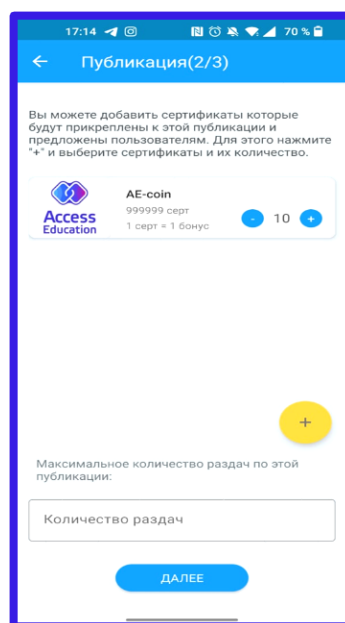 17:14 70 %
Публикация(2/3)
Вы можете добавить сертификаты которые
будут прикреплены к этой публикации и
предложены пользователям. Для этого нажмите
"+" и выберите сертификаты и их количество.
AE-coin
999999 серт
1 серт = 1 бонус
- 10 +
Access
Education
+
Максимальное количество раздач по этой
публикации:
Количество раздач
ДАЛЕЕ